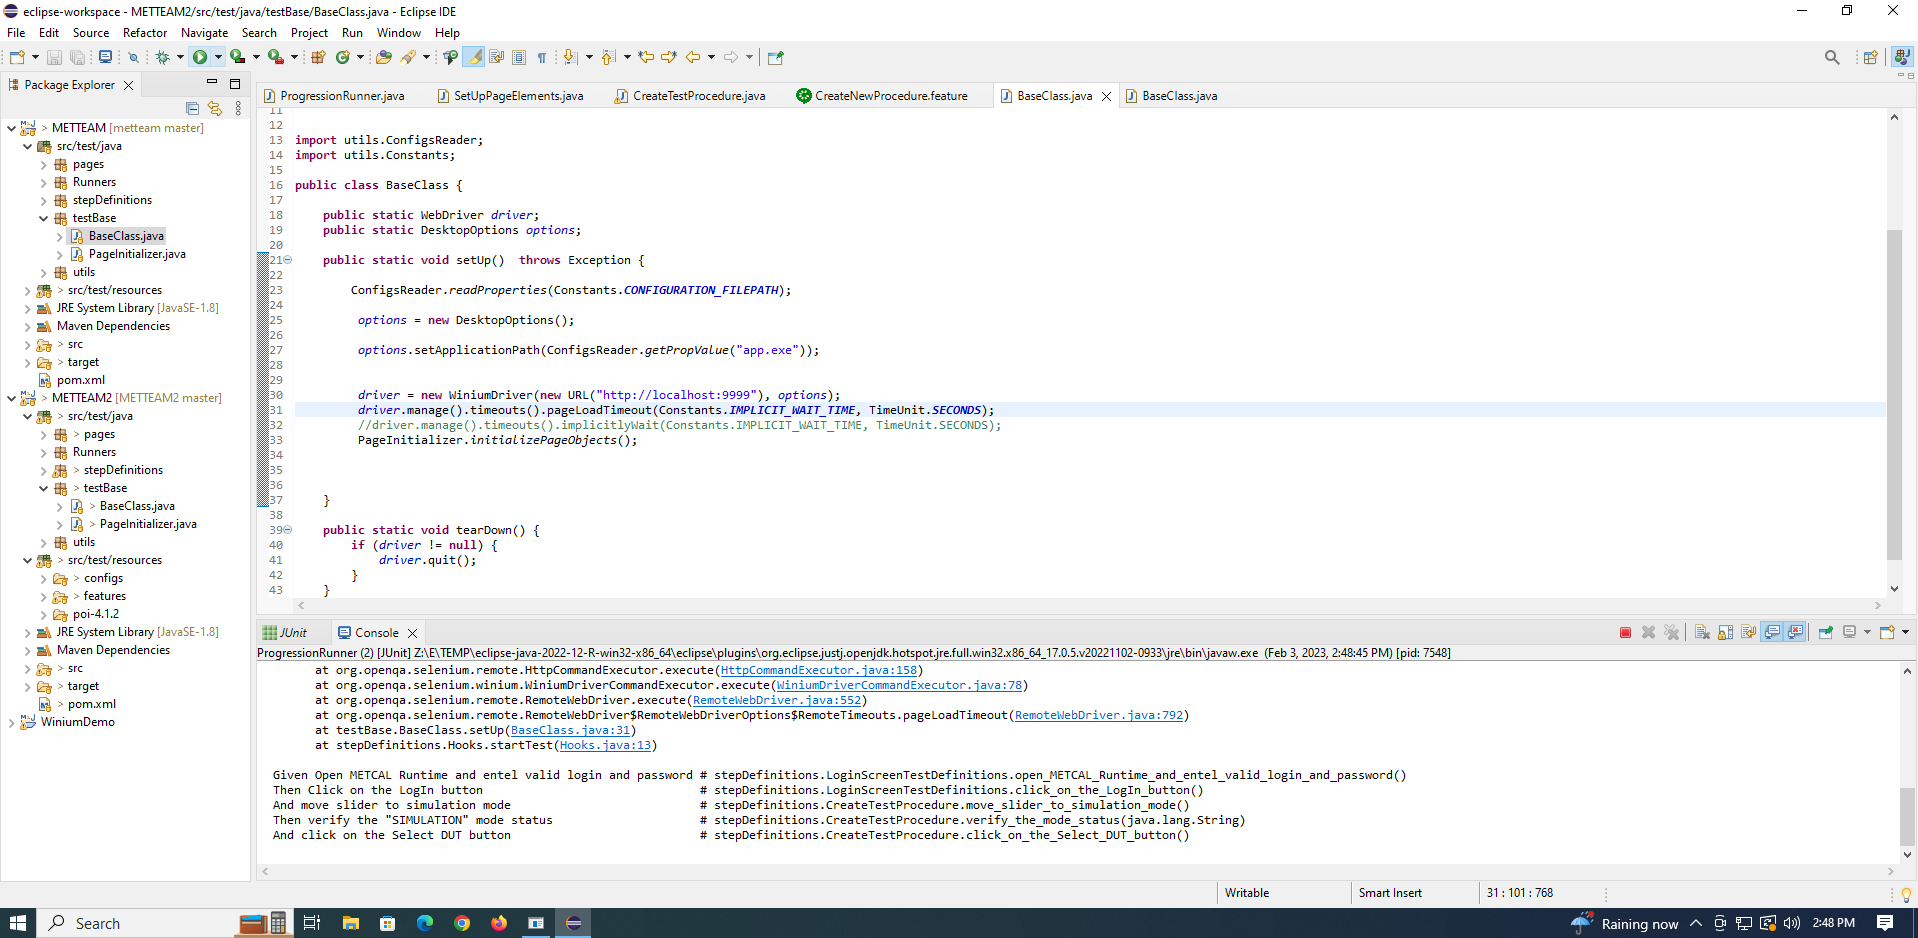 eclipse-workspace - METTEAM2/src/test/java/testBase/BaseClass.java - Eclipse IDE
File Edit Source Refactor Navigate Search Project Run Window Help
Package Explorer
METTEAM [metteam master]
src/test/java
pages
Runners
stepDefinitions
testBase
BaseClass.java
PageInitializer.java
utils
> src/test/resources
JRE System Library [JavaSE-1.8]
Maven Dependencies
> src
> target
pom.xml
> METTEAM2 [METTEAM2 master]
> src/test/java
> pages
Runners
> stepDefinitions
> testBase
> BaseClass.java
> PageInitializer.java
utils
> src/test/resources
> configs
> features
poi-4.1.2
JRE System Library [JavaSE-1.8]
Maven Dependencies
> src
> target
> pom.xml
WiniumDemo
ProgressionRunner.java SetUpPageElements.java CreateTestProcedure.java CreateNewProcedure.feature BaseClass.java BaseClass.java
11
12
13 import utils.ConfigsReader;
14 import utils.Constants;
15
16 public class BaseClass {
17
18 public static WebDriver driver;
19 public static DesktopOptions options;
20
21 public static void setUp()  throws Exception {
22
23 ConfigsReader.readProperties(Constants.CONFIGURATION_FILEPATH);
24
25 options = new DesktopOptions();
26
27 options.setApplicationPath(ConfigsReader.getPropValue("app.exe"));
28
29
30 driver = new WiniumDriver(new URL("http://localhost:9999"), options);
31 driver.manage().timeouts().pageLoadTimeout(Constants.IMPLICIT_WAIT_TIME, TimeUnit.SECONDS);
32 //driver.manage().timeouts().implicitlyWait(Constants.IMPLICIT_WAIT_TIME, TimeUnit.SECONDS);
33 PageInitializer.initializePageObjects();
34
35
36
37 }
38
39 public static void tearDown() {
40 if (driver != null) {
41 driver.quit();
42 }
43 }
JUnit Console
ProgressionRunner (2) [JUnit] Z:\E\TEMP\eclipse-java-2022-12-R-win32-x86_64\eclipse\plugins\org.eclipse.justj.openjdk.hotspot.jre.full.win32.x86_64_17.0.5.v20221102-0933\jre\bin\javaw.exe (Feb 3, 2023, 2:48:45 PM) [pid: 7548]
at org.openqa.selenium.remote.HttpCommandExecutor.execute(HttpCommandExecutor.java:158)
at org.openqa.selenium.winium.WiniumDriverCommandExecutor.execute(WiniumDriverCommandExecutor.java:78)
at org.openqa.selenium.remote.RemoteWebDriver.execute(RemoteWebDriver.java:552)
at org.openqa.selenium.remote.RemoteWebDriver$RemoteWebDriverOptions$RemoteTimeouts.pageLoadTimeout(RemoteWebDriver.java:792)
at testBase.BaseClass.setUp(BaseClass.java:31)
at stepDefinitions.Hooks.startTest(Hooks.java:13)
Given Open METCAL Runtime and entel valid login and password # stepDefinitions.LoginScreenTestDefinitions.open_METCAL_Runtime_and_entel_valid_login_and_password()
Then Click on the LogIn button # stepDefinitions.LoginScreenTestDefinitions.click_on_the_LogIn_button()
And move slider to simulation mode # stepDefinitions.CreateTestProcedure.move_slider_to_simulation_mode()
Then verify the "SIMULATION" mode status # stepDefinitions.CreateTestProcedure.verify_the_mode_status(java.lang.String)
And click on the Select DUT button # stepDefinitions.CreateTestProcedure.click_on_the_Select_DUT_button()
Writable Smart Insert 31 : 101 : 768
Search Raining now 2:48 PM